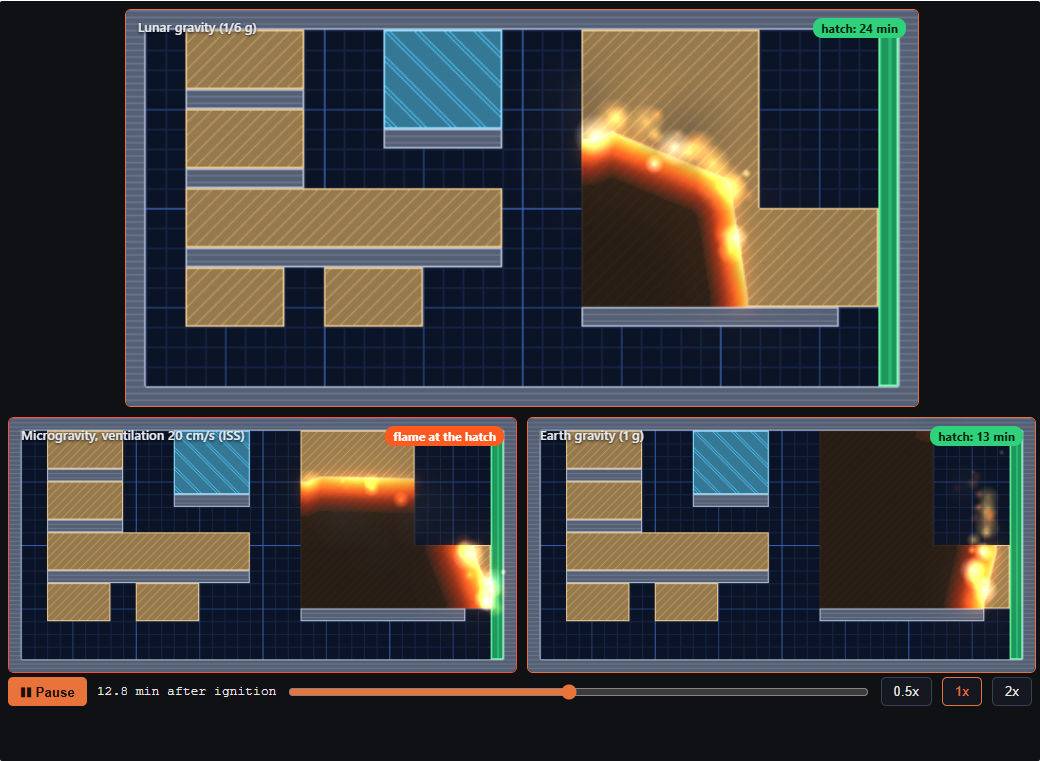 Lunar gravity (1/6 g)
hatch: 24 min
Microgravity, ventilation 20 cm/s (ISS)
flame at the hatch
Earth gravity (1 g)
hatch: 13 min
Pause
12.8 min after ignition
0.5x
1x
2x